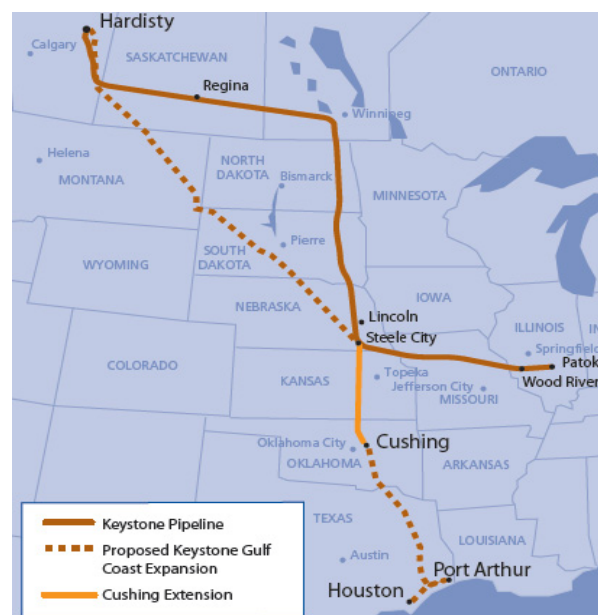 Hardisty
Calgary
SASKATCHEWAN
ONTARIO
Regina
Winnipeg
Helena
MONTANA
NORTH
DAKOTA
Bismarck
MINNESOTA
Pierre
SOUTH
DAKOTA
WYOMING
IOWA
NEBRASKA
Lincoln
Steele City
ILLINOIS
IN
Springfield
Patok
Wood River
COLORADO
KANSAS
Topeka
Jefferson City
MISSOURI
Cushing
Oklahoma City
OKLAHOMA
ARKANSAS
TEXAS
LOUISIANA
Austin
Port Arthur
Houston
Keystone Pipeline
Proposed Keystone Gulf
Coast Expansion
Cushing Extension